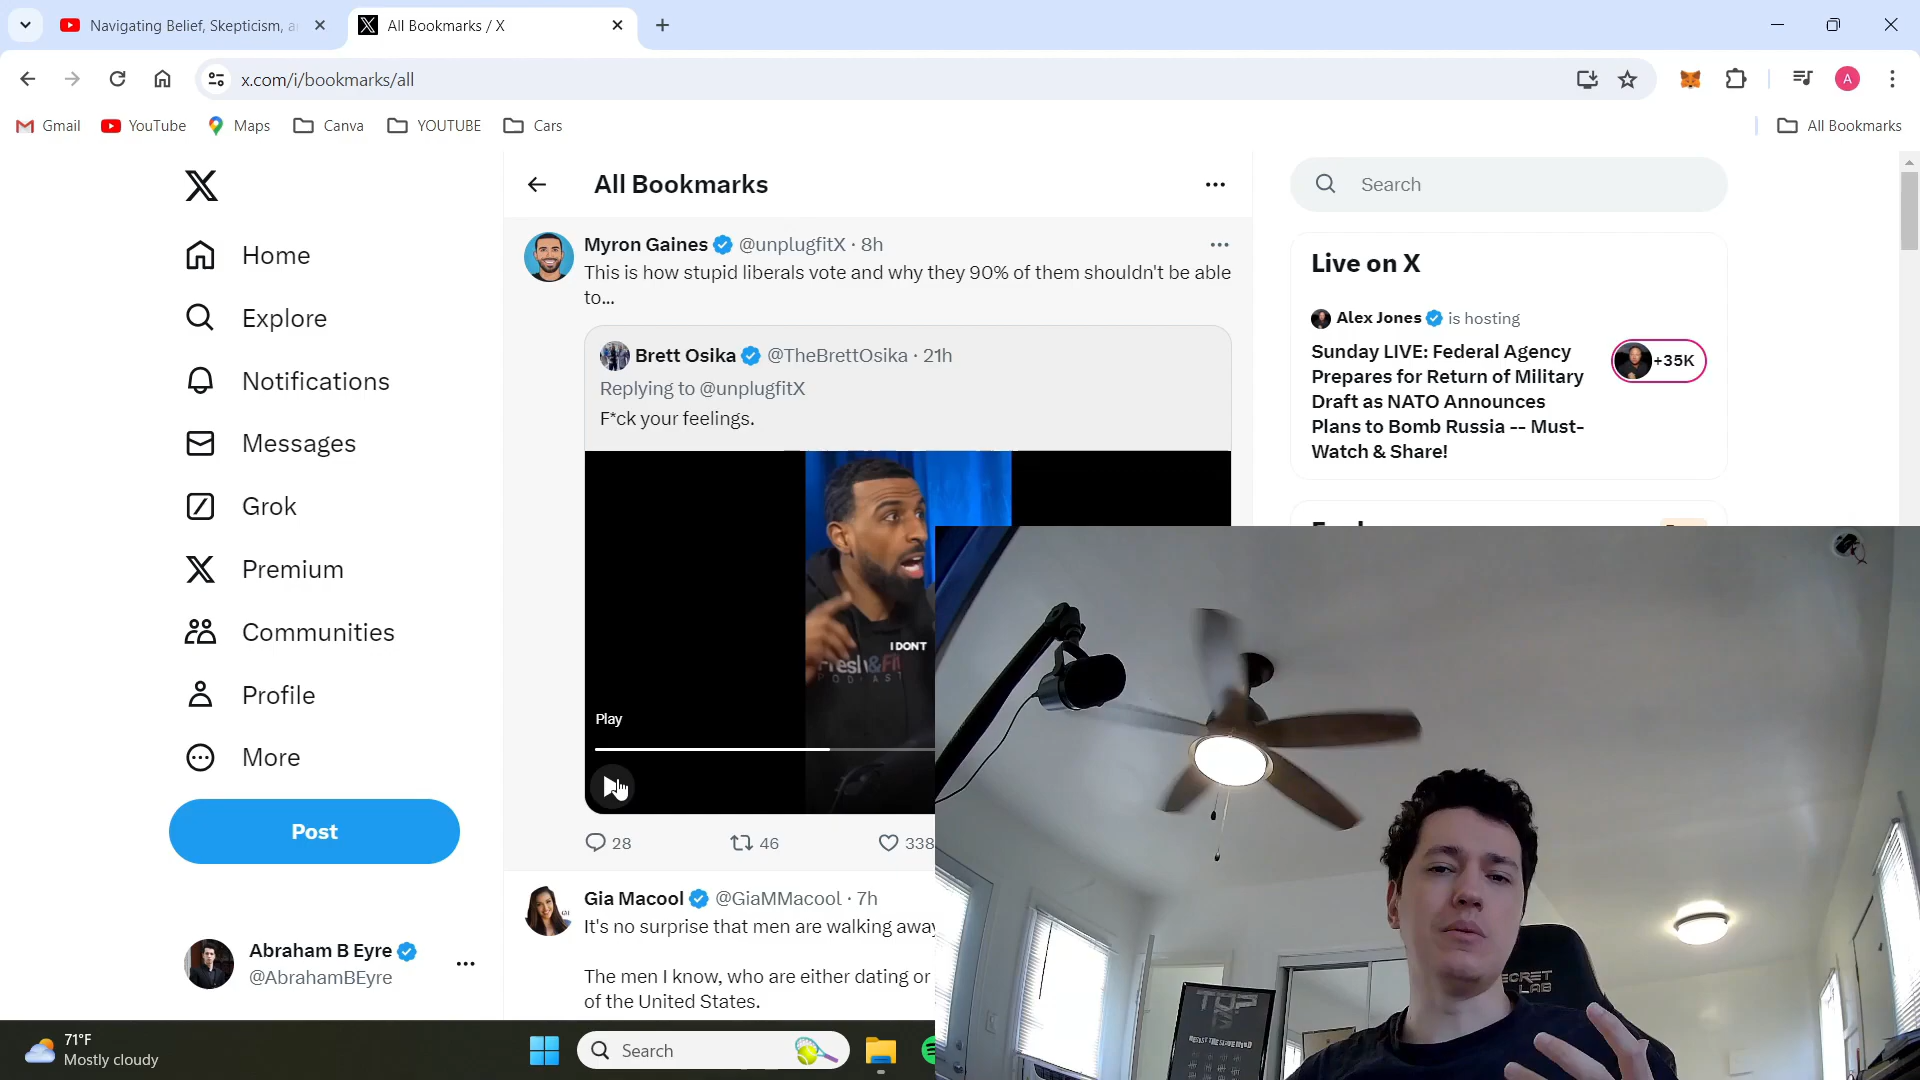 Navigating Belief, Skepticism, a
All Bookmarks / X
x.com/i/bookmarks/all
A
Gmail
YouTube
Maps
Canva
YOUTUBE
Cars
All Bookmarks
Home
Explore
Notifications
Messages
Grok
Premium
Communities
Profile
More
Post
Abraham B Eyre
@AbrahamBEyre
All Bookmarks
Myron Gaines @unplugfitX · 8h
This is how stupid liberals vote and why they 90% of them shouldn't be able
to...
Brett Osika @TheBrettOsika · 21h
Replying to @unplugfitX
F*ck your feelings.
I DON'T
Play
28
46
338
Gia Macool @GiaMMacool · 7h
It's no surprise that men are walking away
The men I know, who are either dating or
of the United States.
Search
Live on X
Alex Jones is hosting
Sunday LIVE: Federal Agency
Prepares for Return of Military
Draft as NATO Announces
Plans to Bomb Russia -- Must-
Watch & Share!
+35K
SECRET
LAB
TOP
71°F
Mostly cloudy
Search